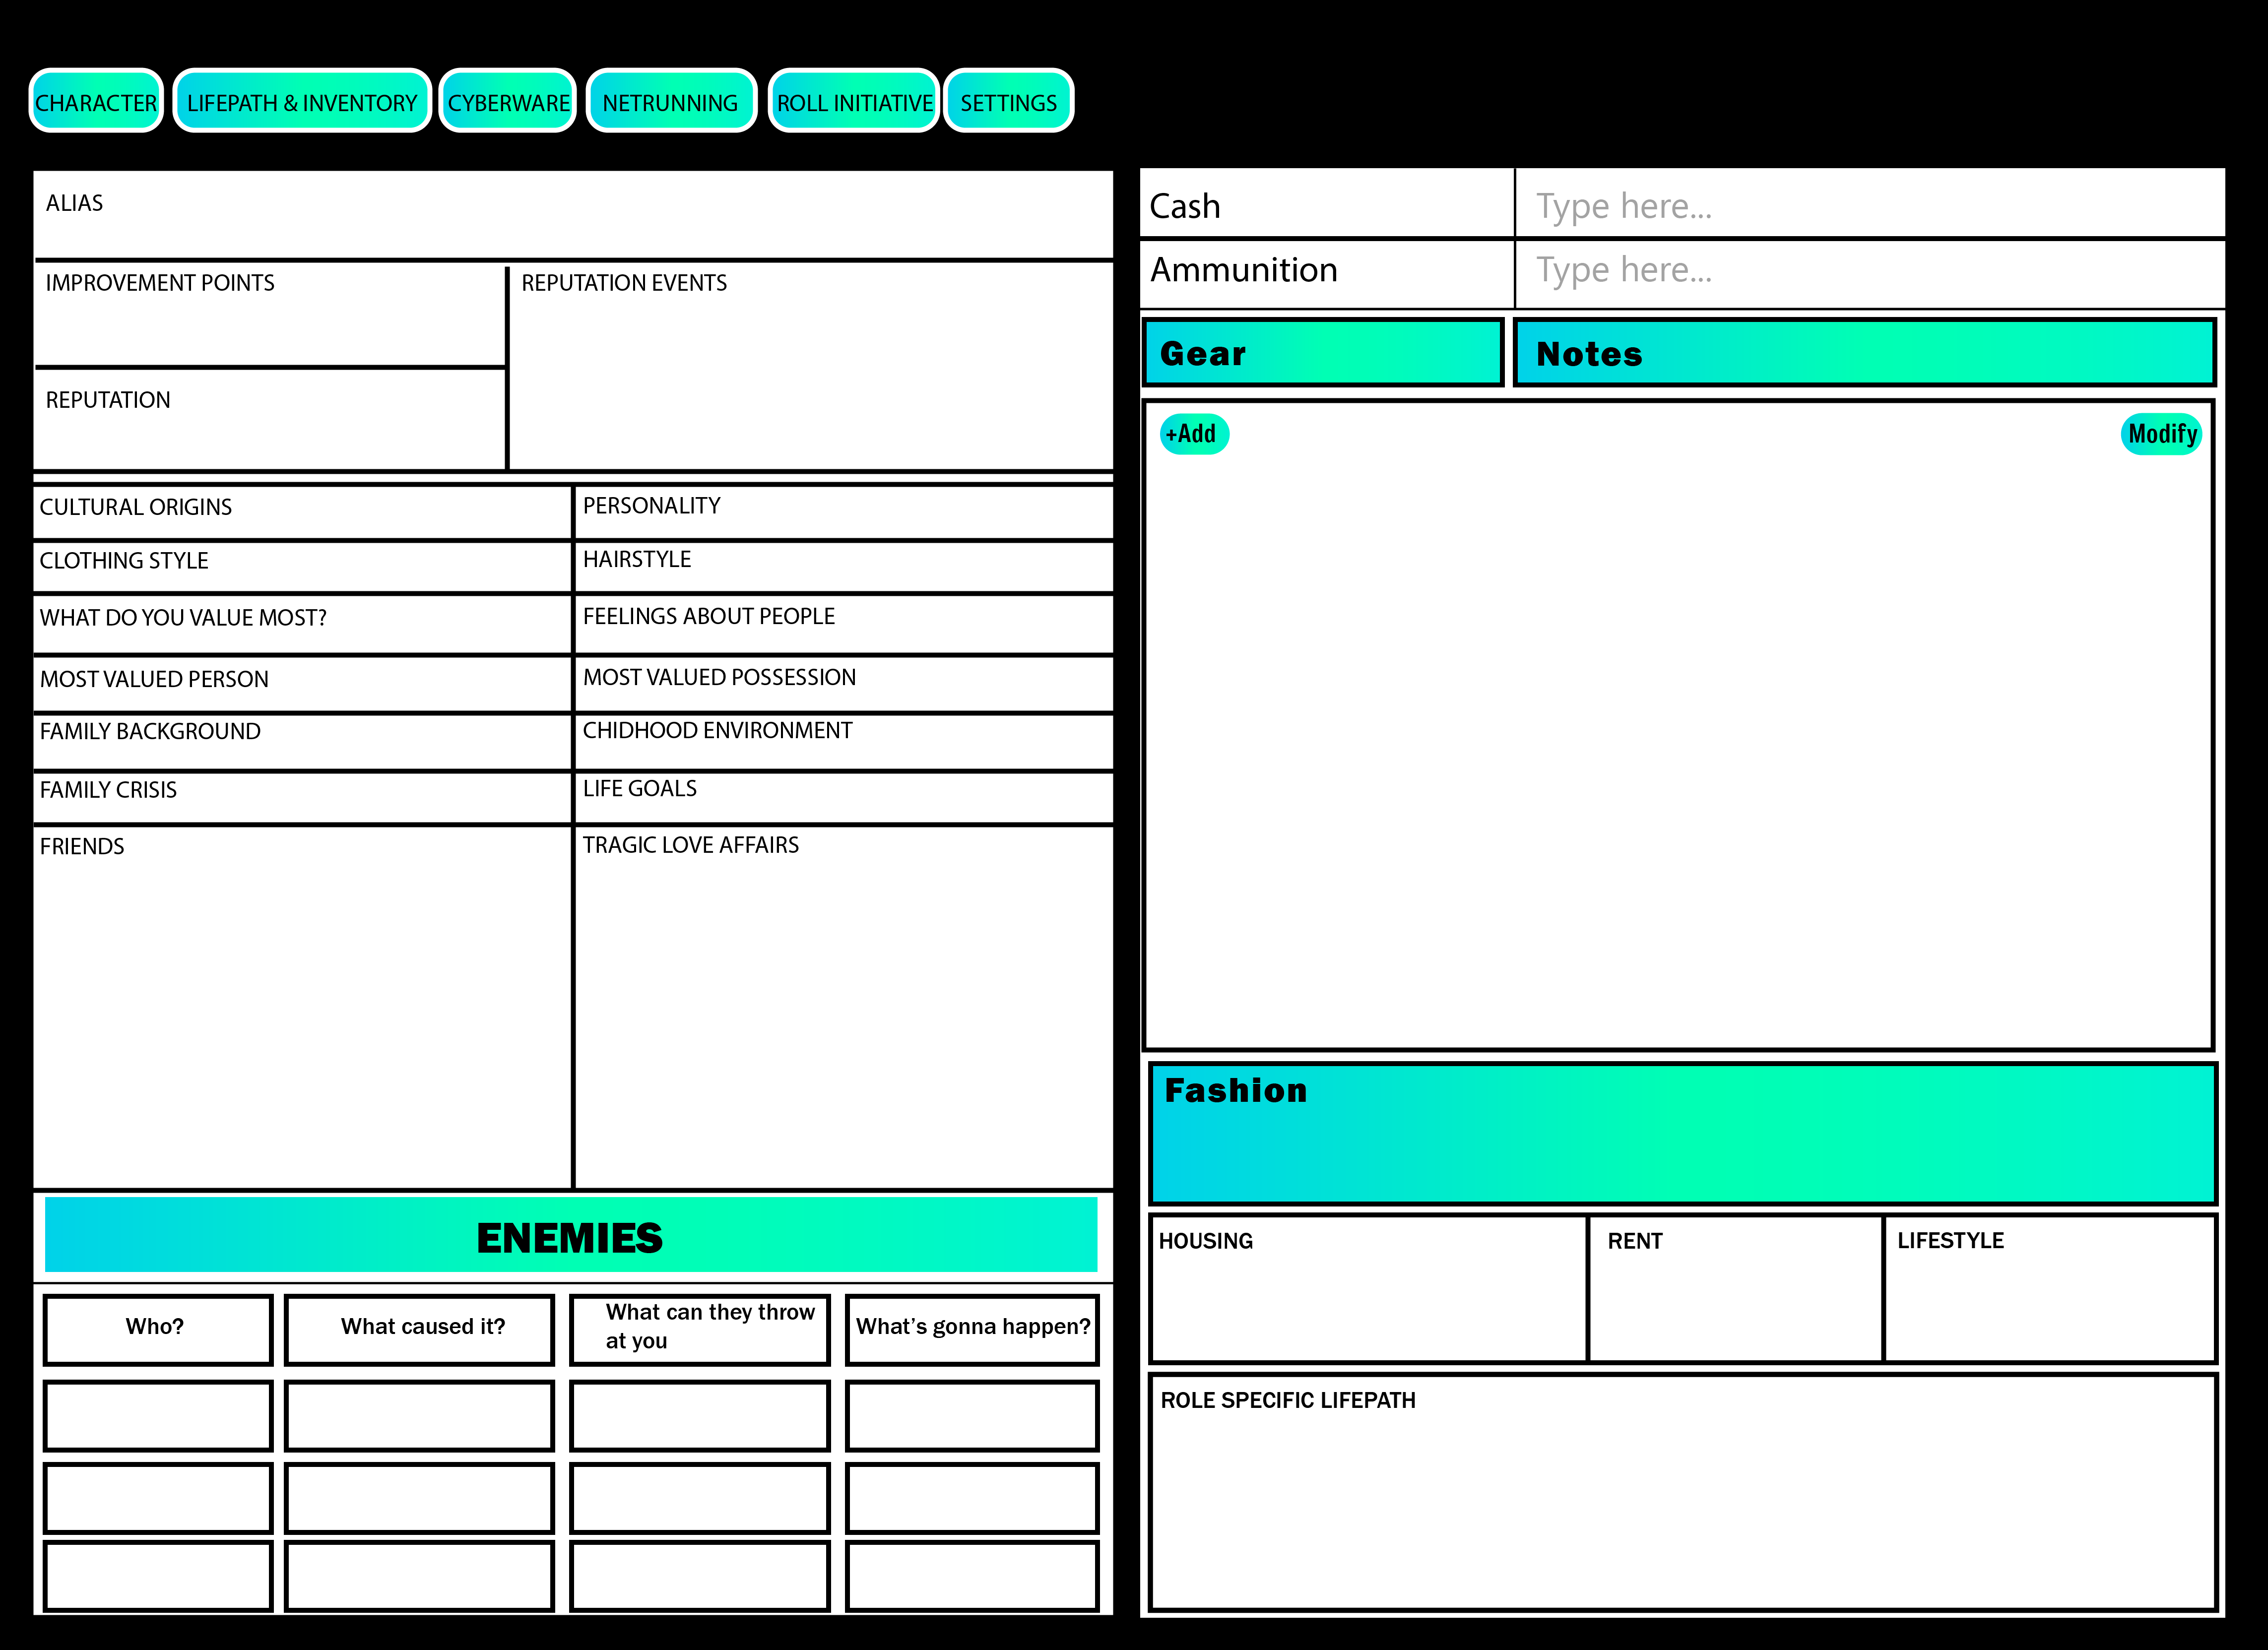 CHARACTER LIFEPATH & INVENTORY CYBERWARE NETRUNNING ROLL INITIATIVE SETTINGS
ALIAS
IMPROVEMENT POINTS
REPUTATION EVENTS
REPUTATION
CULTURAL ORIGINS
PERSONALITY
CLOTHING STYLE
HAIRSTYLE
WHAT DO YOU VALUE MOST?
FEELINGS ABOUT PEOPLE
MOST VALUED PERSON
MOST VALUED POSSESSION
FAMILY BACKGROUND
CHIDHOOD ENVIRONMENT
FAMILY CRISIS
LIFE GOALS
FRIENDS
TRAGIC LOVE AFFAIRS
ENEMIES
Who?
What caused it?
What can they throw
at you
What's gonna happen?
Cash
Type here...
Ammunition
Type here...
Gear
Notes
+Add
Modify
Fashion
HOUSING
RENT
LIFESTYLE
ROLE SPECIFIC LIFEPATH